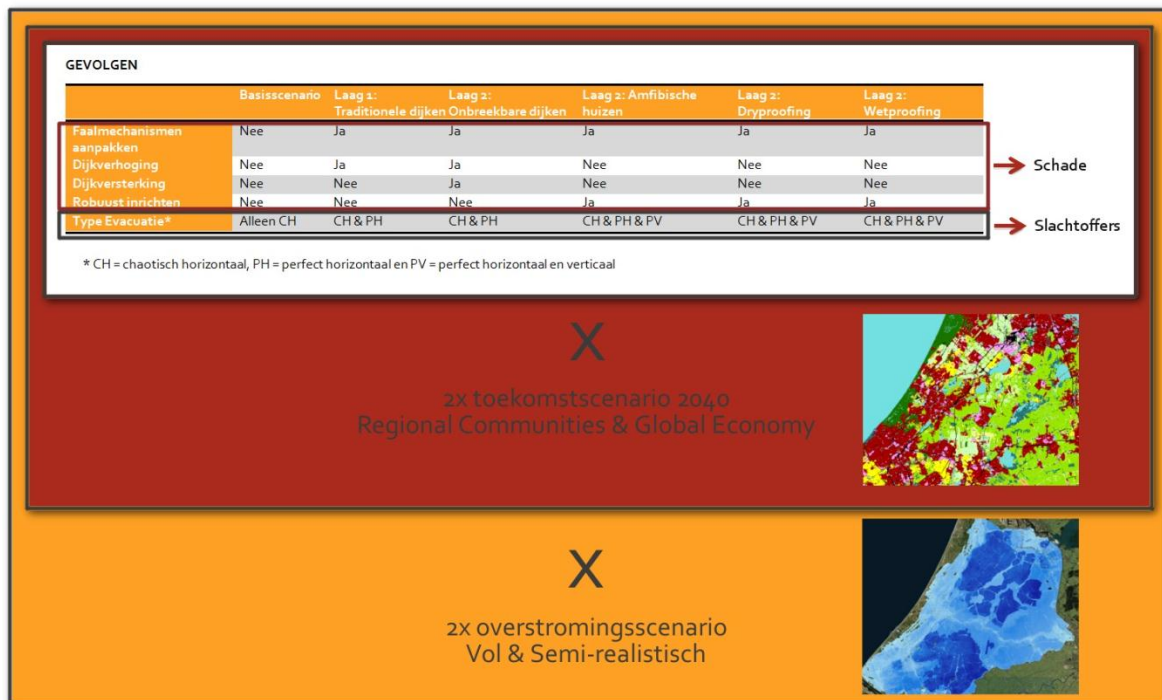 GEVOLGEN
Basisscenario Laag 1: Laag 2: Laag 2: Amfibische Laag 2: Laag 2:
Traditionele dijken Onbreekbare dijken huizen Dryproofing Wetproofing
Faalmechanismen Nee Ja Ja Ja Ja Ja
aanpakken
Dijkverhoging Nee Ja Ja Nee Nee Nee
Schade
Dijkversterking Nee Nee Ja Nee Nee Nee
Robuust inrichten Nee Nee Nee Ja Ja Ja
Type Evacuatie* Alleen CH CH & PH CH & PH CH & PH & PV CH & PH & PV CH & PH & PV
Slachtoffers
* CH = chaotisch horizontaal, PH = perfect horizontaal en PV = perfect horizontaal en verticaal
X
2x toekomstscenario 2040
Regional Communities & Global Economy
X
2x overstromingsscenario
Vol & Semi-realistisch